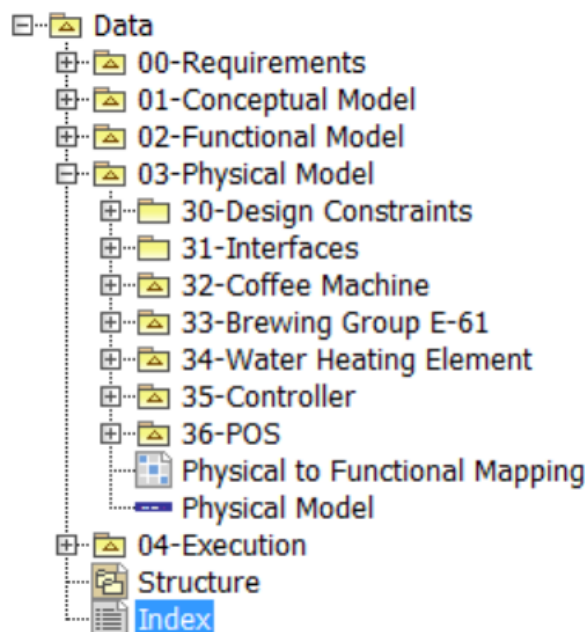 Data
00-Requirements
01-Conceptual Model
02-Functional Model
03-Physical Model
30-Design Constraints
31-Interfaces
32-Coffee Machine
33-Brewing Group E-61
34-Water Heating Element
35-Controller
36-POS
Physical to Functional Mapping
Physical Model
04-Execution
Structure
Index